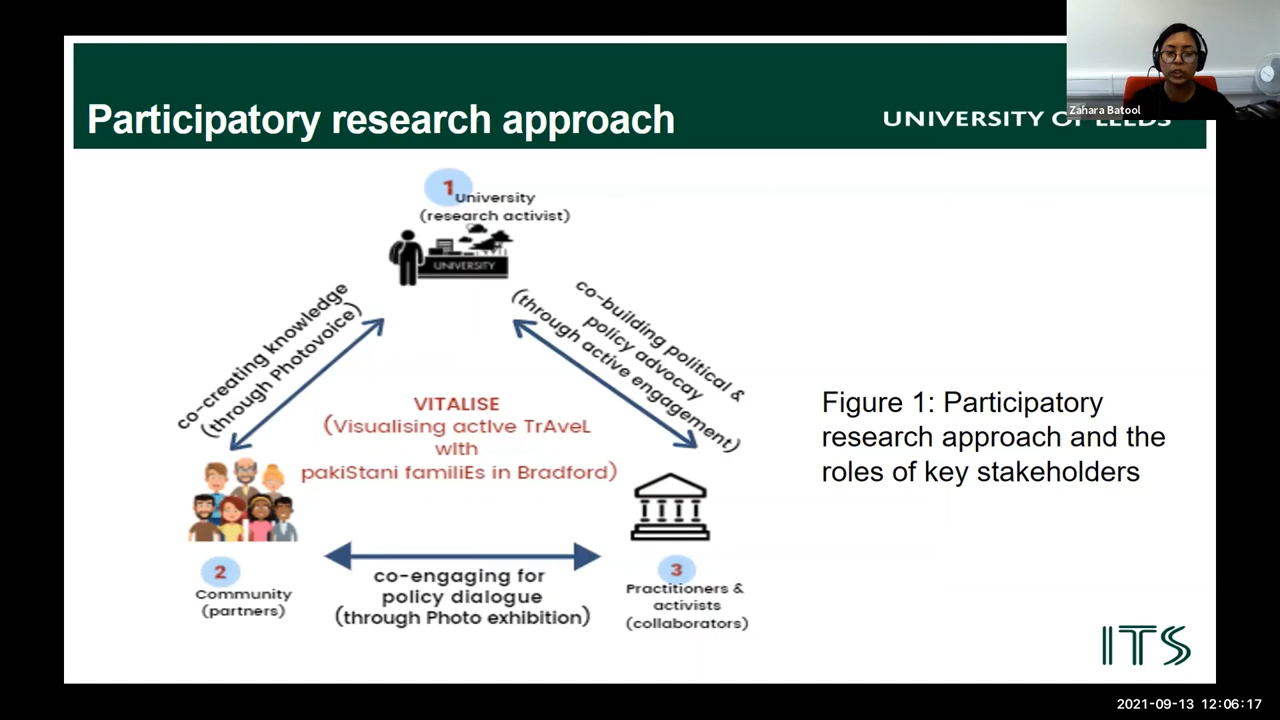 Participatory research approach
UNIVERSITY OF LEEDS
Zahara Batool
1
University
(research activist)
UNIVERSITY
co-creating knowledge
(through Photovoice)
co-building political &
policy advocay
(through active engagement)
VITALISE
(Visualising actIve TrAveL
wIth
pakiStani familiEs in Bradford)
Figure 1: Participatory
research approach and the
roles of key stakeholders
2
Community
(partners)
co-engaging for
policy dialogue
(through Photo exhibition)
3
Practitioners &
activists
(collaborators)
ITS
2021-09-13 12:06:17